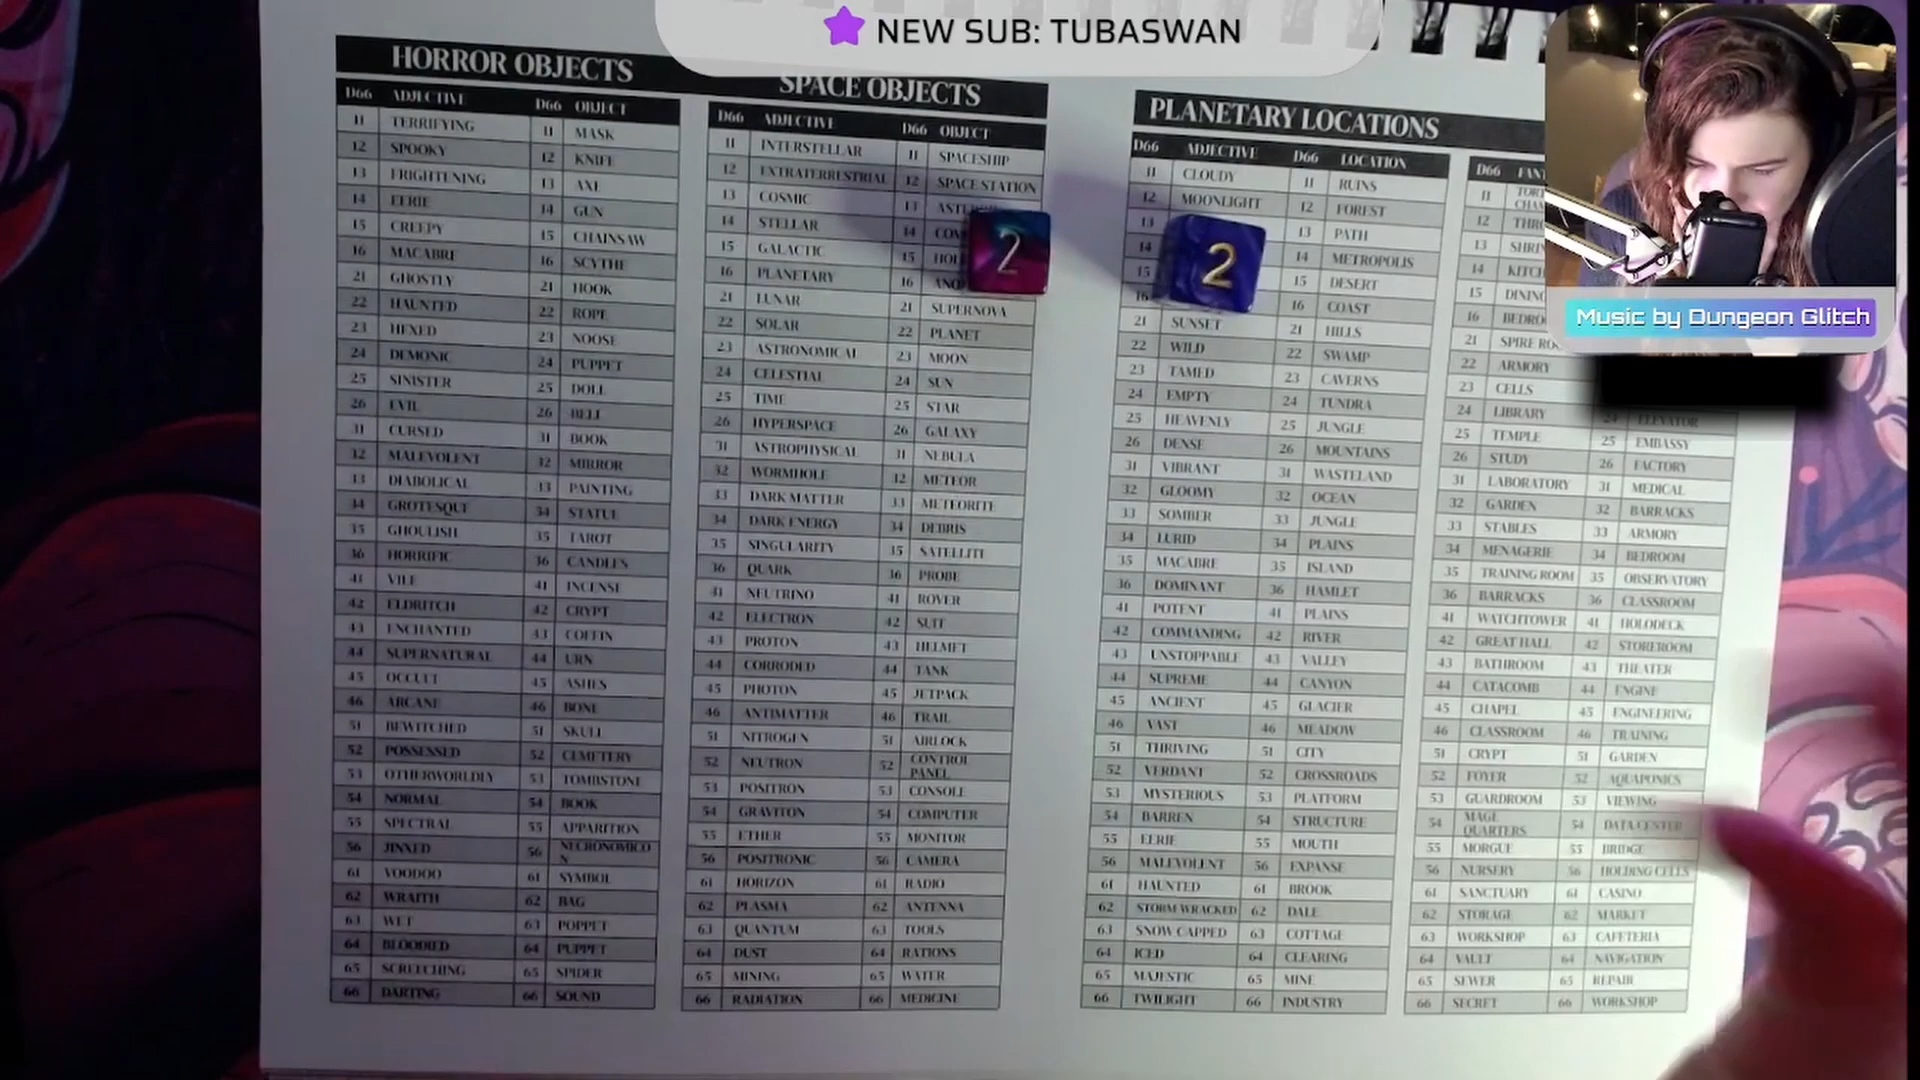 NEW SUB: TUBASWAN
HORROR OBJECTS
D66 ADJECTIVE D66 OBJECT
11 TERRIFYING 11 MASK
12 SPOOKY 12 KNIFE
13 FRIGHTENING 13 AXE
14 EERIE 14 GUN
15 CREEPY 15 CHAINSAW
16 MACABRE 16 SCYTHE
21 GHOSTLY 21 HOOK
22 HAUNTED 22 ROPE
23 HEXED 23 NOOSE
24 DEMONIC 24 PUPPET
25 SINISTER 25 DOLL
26 EVIL 26 BELL
31 CURSED 31 BOOK
32 MALEVOLENT 32 MIRROR
33 DIABOLICAL 33 PAINTING
34 GROTESQUE 34 STATUE
35 GHOULISH 35 TAROT
36 HORRIFIC 36 CANDLES
41 VILE 41 INCENSE
42 ELDRITCH 42 CRYPT
43 ENCHANTED 43 COFFIN
44 SUPERNATURAL 44 URN
45 OCCULT 45 ASHES
46 ARCANE 46 BONE
51 BEWITCHED 51 SKULL
52 POSSESSED 52 CEMETERY
53 OTHERWORLDLY 53 TOMBSTONE
54 NORMAL 54 BOOK
55 SPECTRAL 55 APPARITION
56 JINXED 56 NECRONOMICO
N
61 VOODOO 61 SYMBOL
62 WRAITH 62 BAG
63 WET 63 POPPET
64 BLOODIED 64 PUPPET
65 SCREECHING 65 SPIDER
66 DARTING 66 SOUND
SPACE OBJECTS
D66 ADJECTIVE D66 OBJECT
11 INTERSTELLAR 11 SPACESHIP
12 EXTRATERRESTRIAL 12 SPACE STATION
13 COSMIC 13
14 STELLAR 14
15 GALACTIC 15
16 PLANETARY 16
21 LUNAR 21 SUPERNOVA
22 SOLAR 22 PLANET
23 ASTRONOMICAL 23 MOON
24 CELESTIAL 24 SUN
25 TIME 25 STAR
26 HYPERSPACE 26 GALAXY
31 ASTROPHYSICAL 31 NEBULA
32 WORMHOLE 32 METEOR
33 DARK MATTER 33 METEORITE
34 DARK ENERGY 34 DEBRIS
35 SINGULARITY 35 SATELLITE
36 QUARK 36 PROBE
41 NEUTRINO 41 ROVER
42 ELECTRON 42 SUIT
43 PROTON 43 HELMET
44 CORRODED 44 TANK
45 PHOTON 45 JETPACK
46 ANTIMATTER 46 TRAIL
51 NITROGEN 51 AIRLOCK
52 NEUTRON 52 CONTROL
PANEL
53 POSITRON 53 CONSOLE
54 GRAVITON 54 COMPUTER
55 ETHER 55 MONITOR
56 POSITRONIC 56 CAMERA
61 HORIZON 61 RADIO
62 PLASMA 62 ANTENNA
63 QUANTUM 63 TOOLS
64 DUST 64 RATIONS
65 MINING 65 WATER
66 RADIATION 66 MEDICINE
2
2
PLANETARY LOCATIONS
D66 ADJECTIVE D66 LOCATION
11 CLOUDY 11 RUINS
12 MOONLIGHT 12 FOREST
13 13 PATH
14 14 METROPOLIS
15 15 DESERT
16 16 COAST
21 SUNSET 21 HILLS
22 WILD 22 SWAMP
23 TAMED 23 CAVERNS
24 EMPTY 24 TUNDRA
25 HEAVENLY 25 JUNGLE
26 DENSE 26 MOUNTAINS
31 VIBRANT 31 WASTELAND
32 GLOOMY 32 OCEAN
33 SOMBER 33 JUNGLE
34 LURID 34 PLAINS
35 MACABRE 35 ISLAND
36 DOMINANT 36 HAMLET
41 POTENT 41 PLAINS
42 COMMANDING 42 RIVER
43 UNSTOPPABLE 43 VALLEY
44 SUPREME 44 CANYON
45 ANCIENT 45 GLACIER
46 VAST 46 MEADOW
51 THRIVING 51 CITY
52 VERDANT 52 CROSSROADS
53 MYSTERIOUS 53 PLATFORM
54 BARREN 54 STRUCTURE
55 EERIE 55 MOUTH
56 MALEVOLENT 56 EXPANSE
61 HAUNTED 61 BROOK
62 STORM WRACKED 62 DALE
63 SNOW CAPPED 63 COTTAGE
64 ICED 64 CLEARING
65 MAJESTIC 65 MINE
66 TWILIGHT 66 INDUSTRY
D66
11
12
13
14
15
16
21
22 ARMORY
23 CELLS
24 LIBRARY 24 ELEVATOR
25 TEMPLE 25 EMBASSY
26 STUDY 26 FACTORY
31 LABORATORY 31 MEDICAL
32 GARDEN 32 BARRACKS
33 STABLES 33 ARMORY
34 MENAGERIE 34 BEDROOM
35 TRAINING ROOM 35 OBSERVATORY
36 BARRACKS 36 CLASSROOM
41 WATCHTOWER 41 HOLODECK
42 GREAT HALL 42 STOREROOM
43 BATHROOM 43 THEATER
44 CATACOMB 44 ENGINE
45 CHAPEL 45 ENGINEERING
46 CLASSROOM 46 TRAINING
51 CRYPT 51 GARDEN
52 FOYER 52 AQUAPONICS
53 GUARDROOM 53 VIEWING
54 MAGE
QUARTERS 54 DATA CENTER
55 MORGUE 55 BRIDGE
56 NURSERY 56 HOLDING CELLS
61 SANCTUARY 61 CASINO
62 STORAGE 62 MARKET
63 WORKSHOP 63 CAFETERIA
64 VAULT 64 NAVIGATION
65 SEWER 65 REPAIR
66 SECRET 66 WORKSHOP
Music by Dungeon Glitch